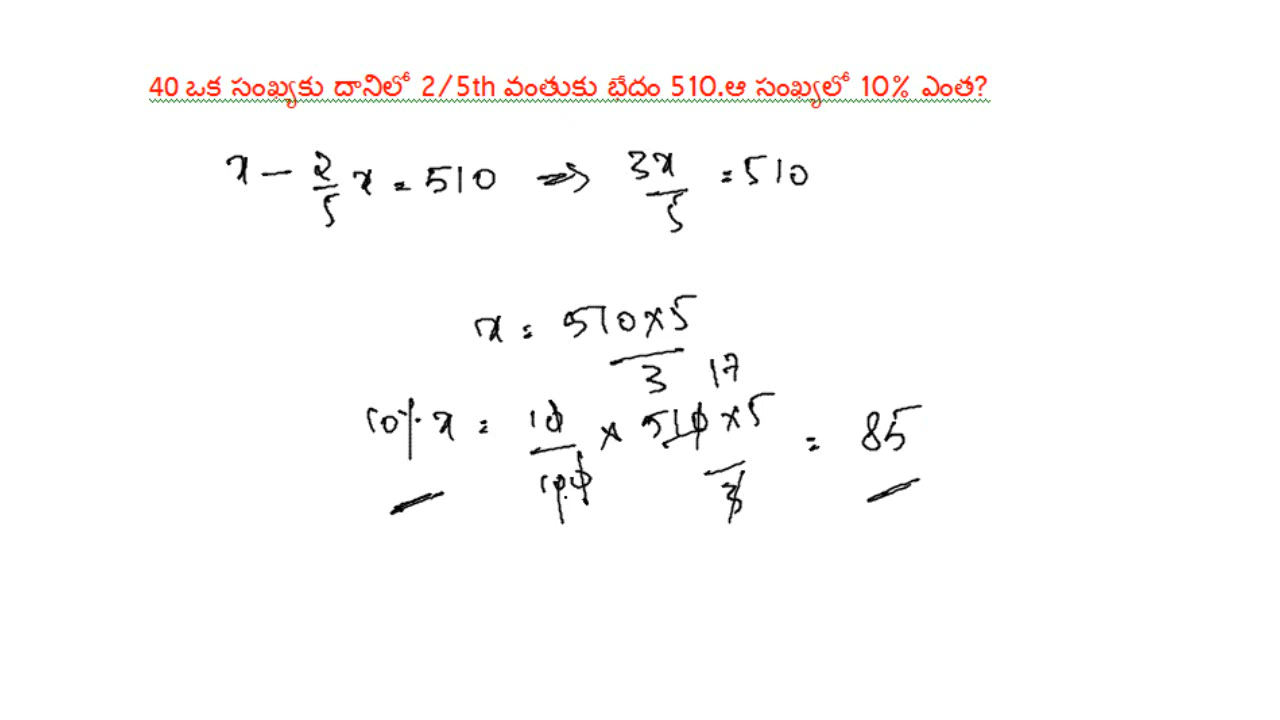 40 ఒక సంఖ్యకు దానిలో 2/5th వంతుకు భేదం 510.ఆ సంఖ్యలో 10% ఎంత?
x - 2/5 x = 510 ⇒ 3x/5 = 510
x = 510×5/3
17
10% x = 10/100 × 510×5/3 = 85